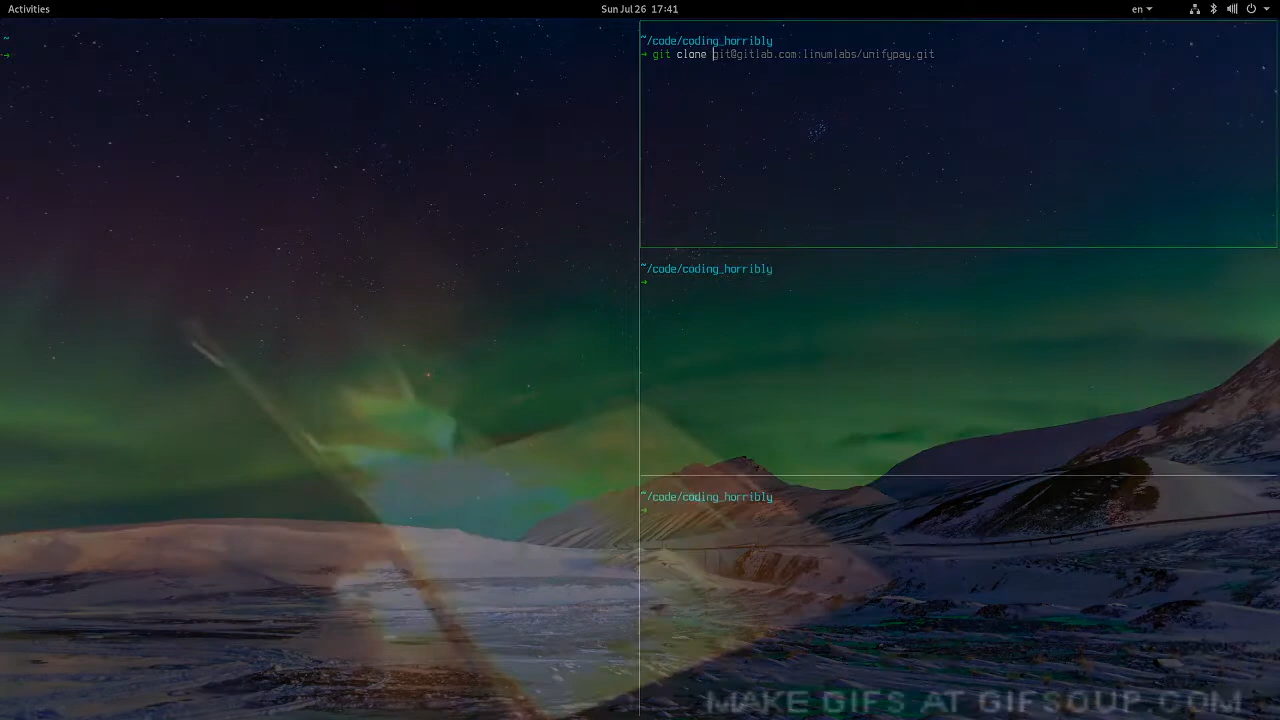 Activities
Sun Jul 26 17:41
en
~
➜
~/code/coding_horribly
➜ git clone git@gitlab.com:linumlabs/unifypay.git
~/code/coding_horribly
➜
~/code/coding_horribly
➜
MAKE GIFS AT GIFSOUP.COM